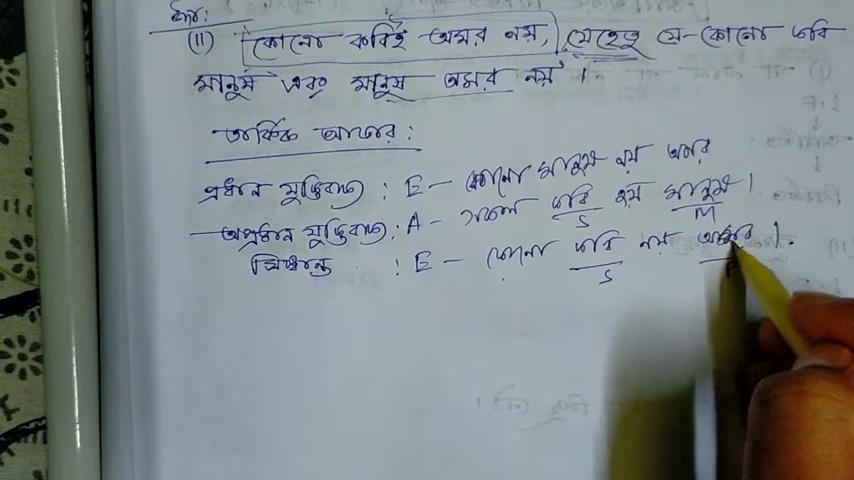 (II) কোনো কবিই অমর নয়, যেহেতু যে-কোনো কবি
মানুষ এবং মানুষ অমর নয়।
তার্কিক আকার:
প্রধান যুক্তিবাক্য: E - কোনো মানুষ নয় অমর
অপ্রধান যুক্তিবাক্য: A - সকল কবি হয় মানুষ।
S M
সিদ্ধান্ত : E - কোনো কবি নয় অমর।
S P